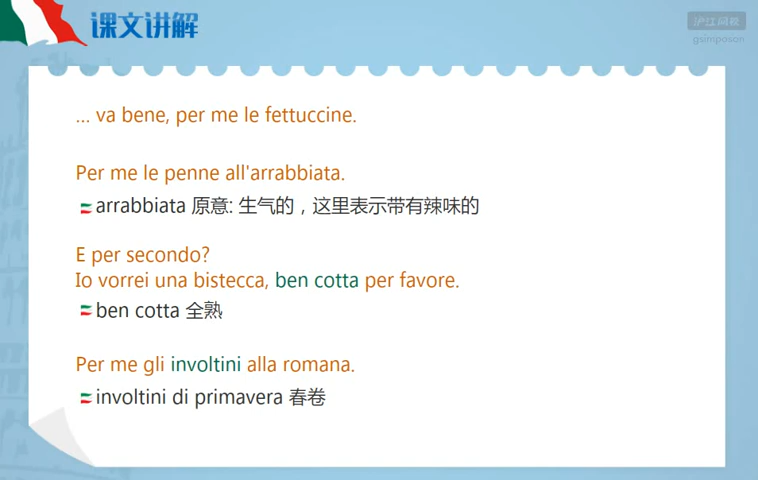 课文讲解
沪江网校
gsimposon
... va bene, per me le fettuccine.
Per me le penne all'arrabbiata.
arrabbiata 原意: 生气的，这里表示带有辣味的
E per secondo?
Io vorrei una bistecca, ben cotta per favore.
ben cotta 全熟
Per me gli involtini alla romana.
involtini di primavera 春卷